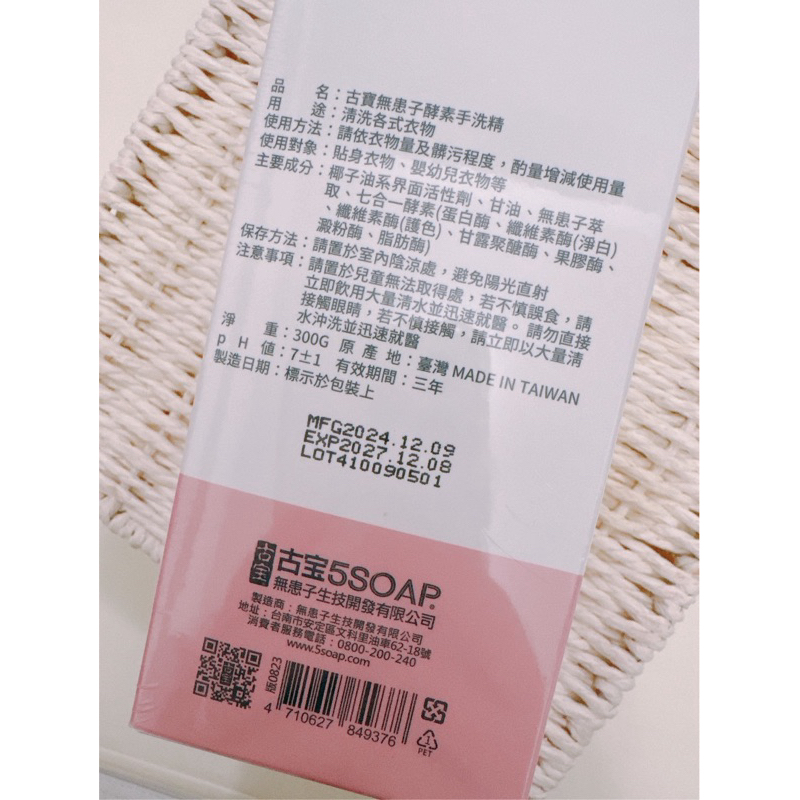 品名：古寶無患子酵素手洗精
用途：清洗各式衣物
使用方法：請依衣物量及髒污程度，酌量增減使用量
使用對象：貼身衣物、嬰幼兒衣物等
主要成分：椰子油系界面活性劑、甘油、無患子萃
取、七合一酵素(蛋白酶、纖維素酶(淨白)
、纖維素酶(護色)、甘露聚醣酶、果膠酶、
澱粉酶、脂肪酶)
保存方法：請置於室內陰涼處，避免陽光直射
注意事項：請置於兒童無法取得處，若不慎誤食，請
立即飲用大量清水並迅速就醫。請勿直接
接觸眼睛，若不慎接觸，請立即以大量清
水沖洗並迅速就醫
淨重：300G 原產地：臺灣 MADE IN TAIWAN
pH值：7±1 有效期間：三年
製造日期：標示於包裝上
MFG2024.12.09
EXP2027.12.08
LOT410090501
古宝 古宝5SOAP®
無患子生技開發有限公司
製造商：無患子生技開發有限公司
地址：台南市安定區文科里油車62-18號
消費者服務電話：0800-200-240
www.5soap.com
版0823
4 710627 849376
1
PET